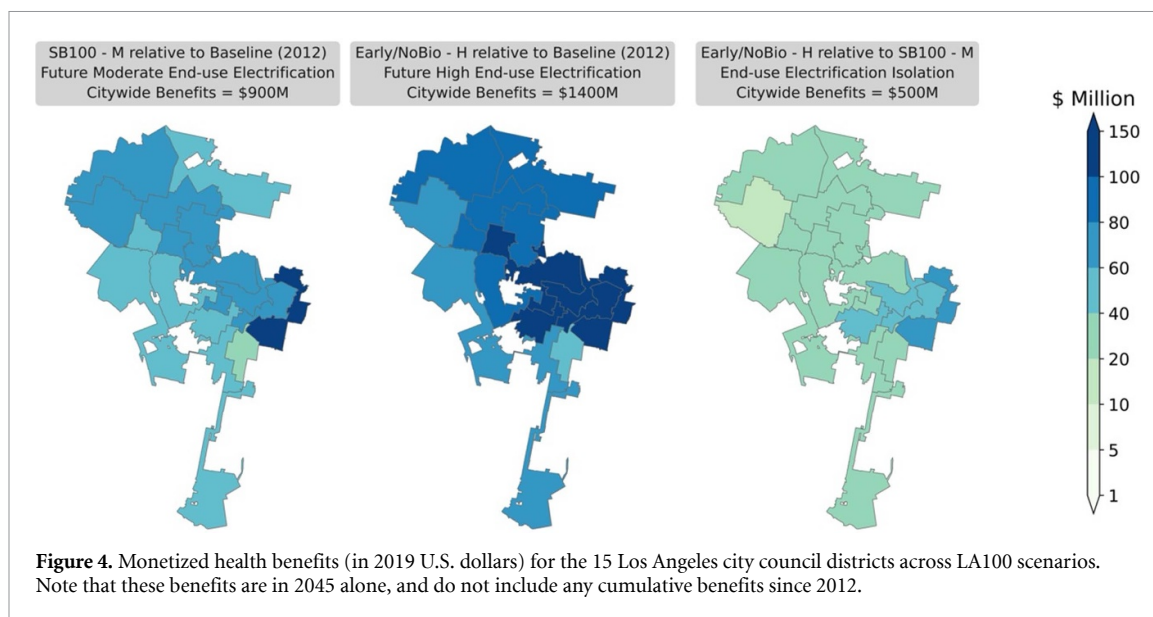 SB100 - M relative to Baseline (2012)
Future Moderate End-use Electrification
Citywide Benefits = $900M
Early/NoBio - H relative to Baseline (2012)
Future High End-use Electrification
Citywide Benefits = $1400M
Early/NoBio - H relative to SB100 - M
End-use Electrification Isolation
Citywide Benefits = $500M
$ Million
150
100
80
60
40
20
10
5
1
Figure 4. Monetized health benefits (in 2019 U.S. dollars) for the 15 Los Angeles city council districts across LA100 scenarios.
Note that these benefits are in 2045 alone, and do not include any cumulative benefits since 2012.